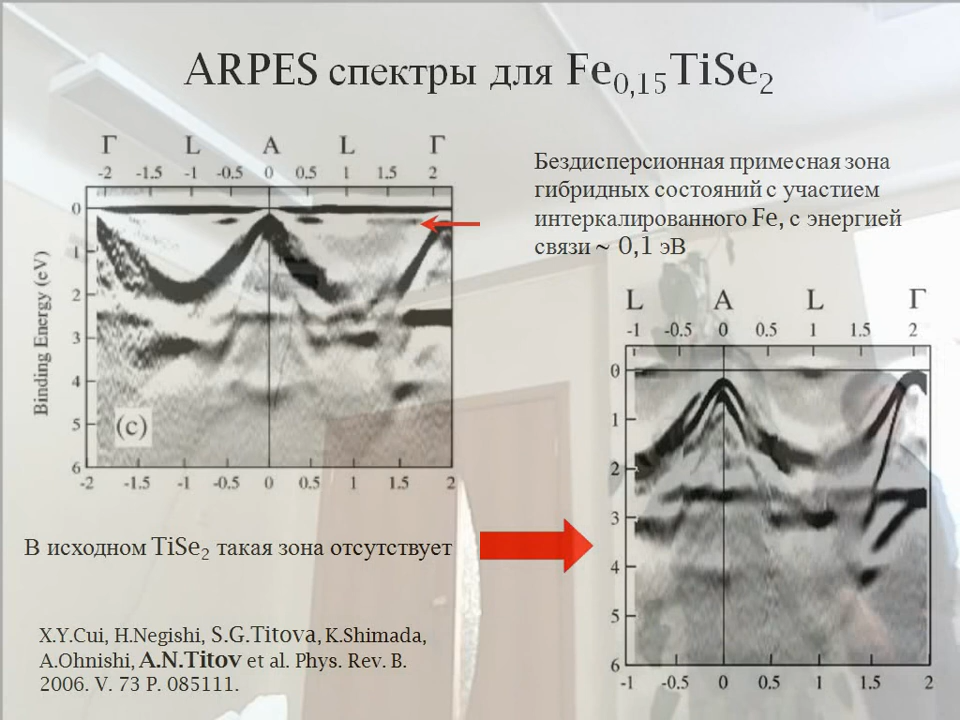 ARPES спектры для Fe0,15TiSe2
Γ L A L Γ
-2 -1.5 -1 -0.5 0 0.5 1 1.5 2
0
1
2
3
4
5
6
Binding Energy (eV)
(c)
-2 -1.5 -1 -0.5 0 0.5 1 1.5 2
Бездисперсионная примесная зона
гибридных состояний с участием
интеркалированного Fe, с энергией
связи ~ 0,1 эВ
L A L Γ
-1 -0.5 0 0.5 1 1.5 2
0
1
2
3
4
5
6
-1 -0.5 0 0.5 1 1.5 2
В исходном TiSe2 такая зона отсутствует
X.Y.Cui, H.Negishi, S.G.Titova, K.Shimada,
A.Ohnishi, A.N.Titov et al. Phys. Rev. B.
2006. V. 73 P. 085111.